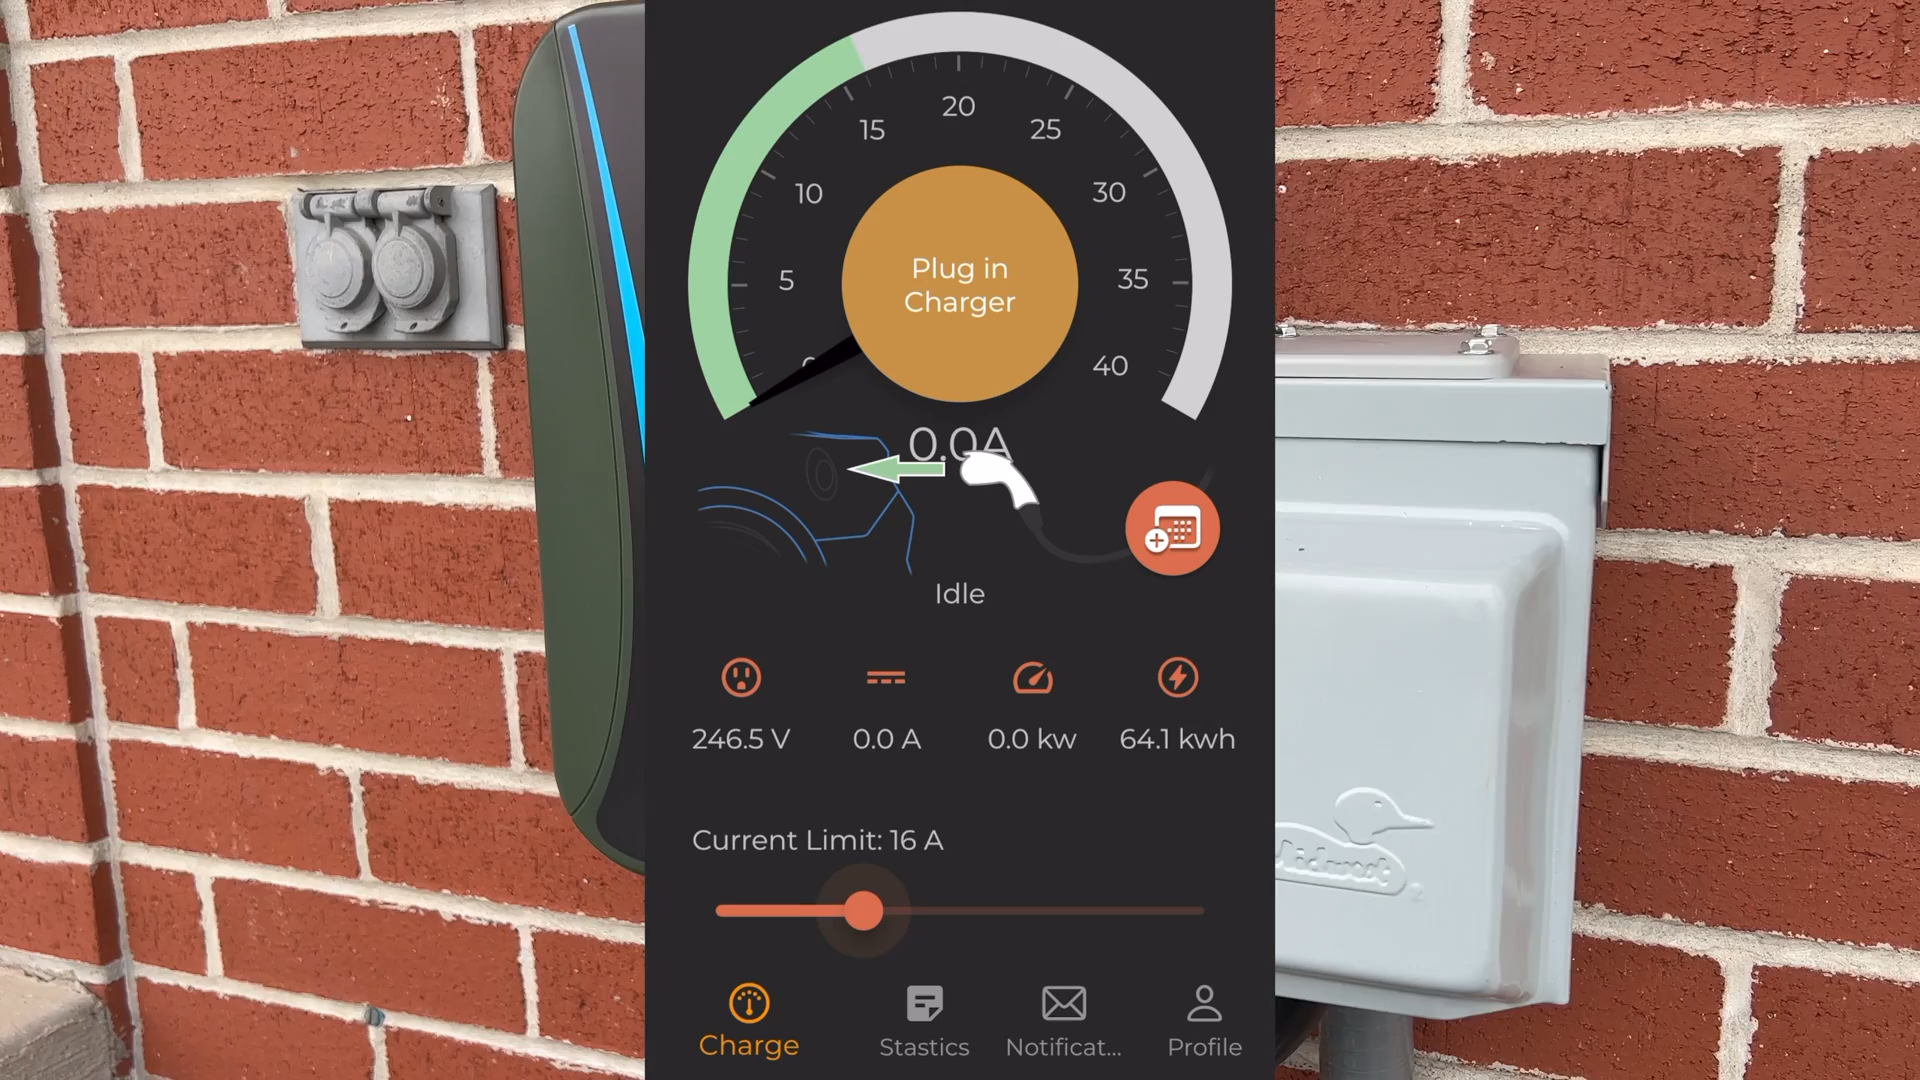 20
15
25
10
30
5
35
40
Plug in
Charger
0.0A
Idle
246.5 V
0.0 A
0.0 kw
64.1 kwh
Current Limit: 16 A
Midwest
Charge
Stastics
Notificat...
Profile